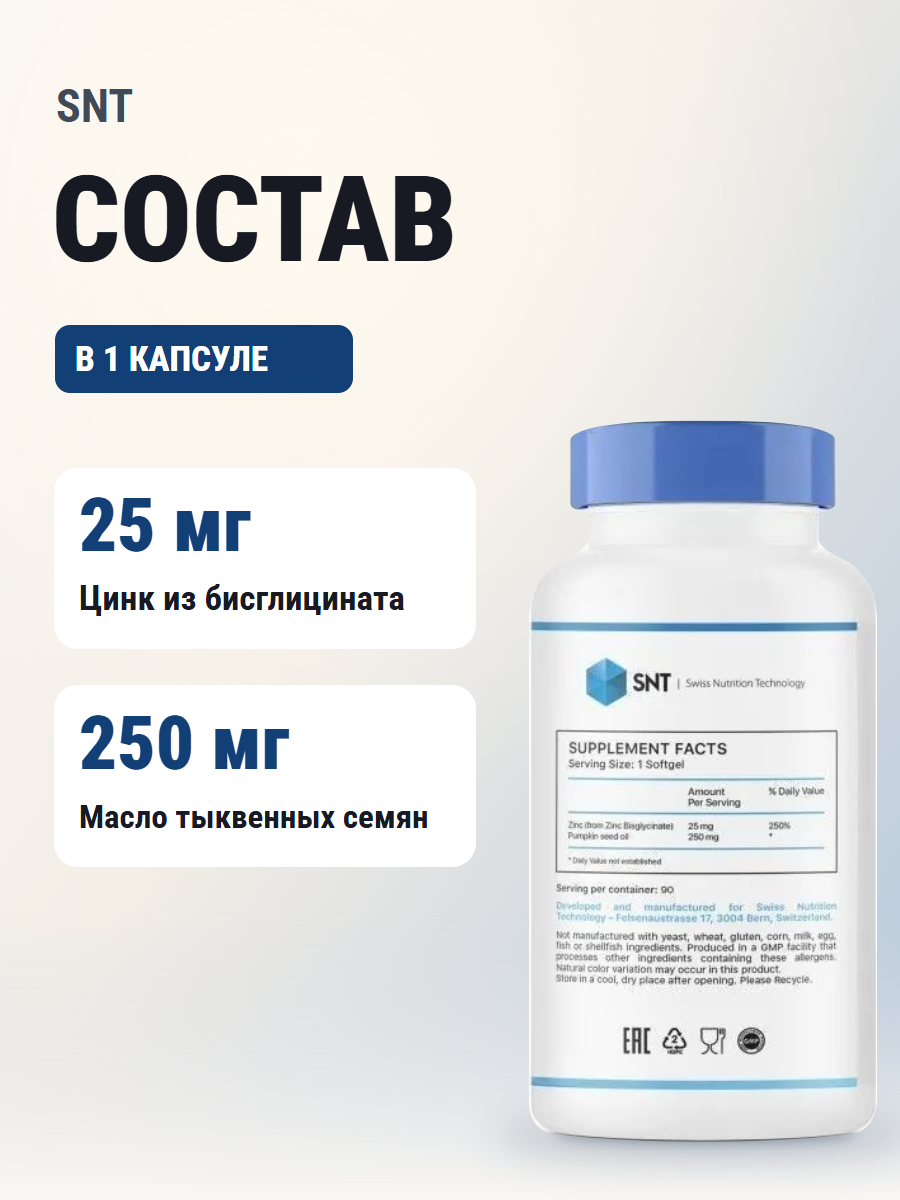 SNT
СОСТАВ
В 1 КАПСУЛЕ
25 мг
Цинк из бисглицината
250 мг
Масло тыквенных семян
SNT | Swiss Nutrition Technology
SUPPLEMENT FACTS
Serving Size: 1 Softgel
Amount Per Serving
% Daily Value
Zinc (from Zinc Bisglycinate) 25 mg 250%
Pumpkin seed oil 250 mg *
* Daily Value not established
Serving per container: 90
Developed and manufactured for Swiss Nutrition
Technology – Felsenaustrasse 17, 3004 Bern, Switzerland.
Not manufactured with yeast, wheat, gluten, corn, milk, egg,
fish or shellfish ingredients. Produced in a GMP facility that
processes other ingredients containing these allergens.
Natural color variation may occur in this product.
Store in a cool, dry place after opening. Please Recycle.
EAC 2 HDPE GMP